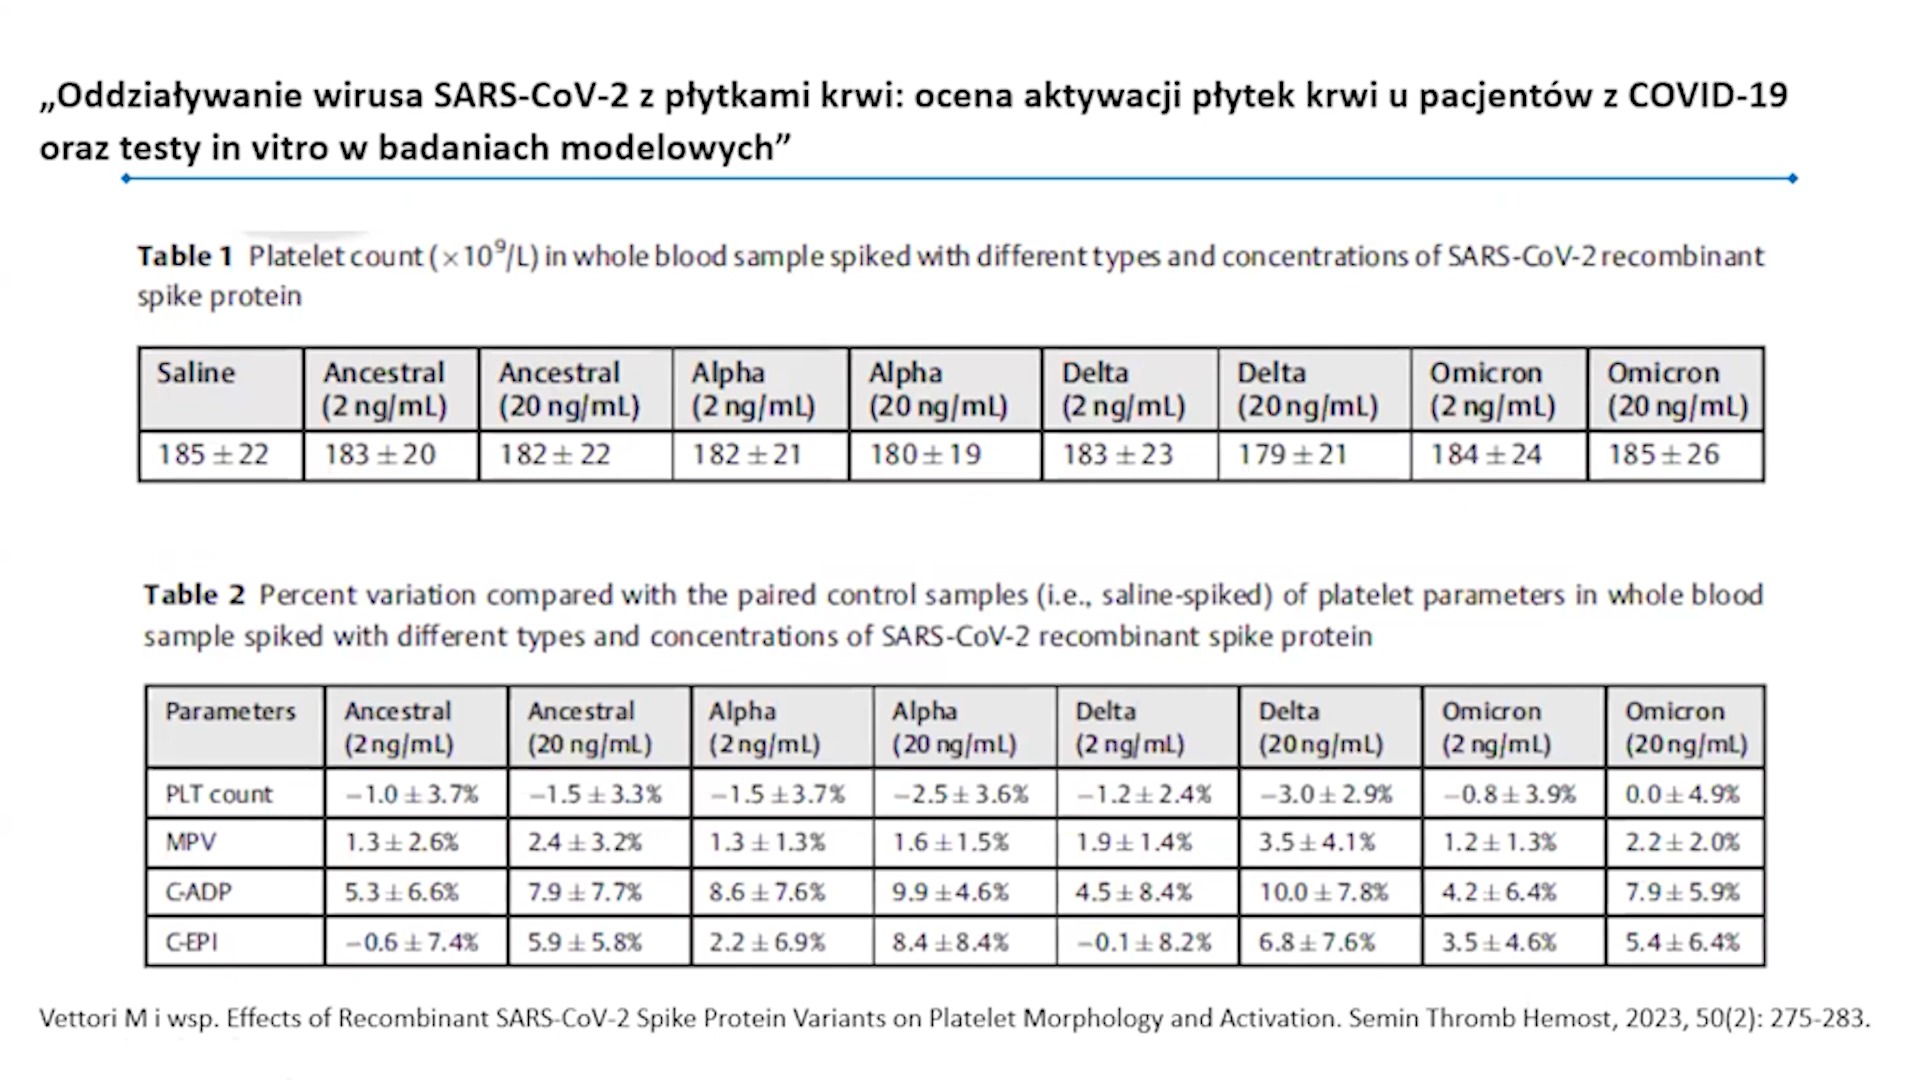 „Oddziaływanie wirusa SARS-CoV-2 z płytkami krwi: ocena aktywacji płytek krwi u pacjentów z COVID-19
oraz testy in vitro w badaniach modelowych”
Table 1 Platelet count (×10⁹/L) in whole blood sample spiked with different types and concentrations of SARS-CoV-2 recombinant
spike protein
Saline Ancestral (2 ng/mL) Ancestral (20 ng/mL) Alpha (2 ng/mL) Alpha (20 ng/mL) Delta (2 ng/mL) Delta (20 ng/mL) Omicron (2 ng/mL) Omicron (20 ng/mL)
185 ± 22 183 ± 20 182 ± 22 182 ± 21 180 ± 19 183 ± 23 179 ± 21 184 ± 24 185 ± 26
Table 2 Percent variation compared with the paired control samples (i.e., saline-spiked) of platelet parameters in whole blood
sample spiked with different types and concentrations of SARS-CoV-2 recombinant spike protein
Parameters Ancestral (2 ng/mL) Ancestral (20 ng/mL) Alpha (2 ng/mL) Alpha (20 ng/mL) Delta (2 ng/mL) Delta (20 ng/mL) Omicron (2 ng/mL) Omicron (20 ng/mL)
PLT count −1.0 ± 3.7% −1.5 ± 3.3% −1.5 ± 3.7% −2.5 ± 3.6% −1.2 ± 2.4% −3.0 ± 2.9% −0.8 ± 3.9% 0.0 ± 4.9%
MPV 1.3 ± 2.6% 2.4 ± 3.2% 1.3 ± 1.3% 1.6 ± 1.5% 1.9 ± 1.4% 3.5 ± 4.1% 1.2 ± 1.3% 2.2 ± 2.0%
C-ADP 5.3 ± 6.6% 7.9 ± 7.7% 8.6 ± 7.6% 9.9 ± 4.6% 4.5 ± 8.4% 10.0 ± 7.8% 4.2 ± 6.4% 7.9 ± 5.9%
C-EPI −0.6 ± 7.4% 5.9 ± 5.8% 2.2 ± 6.9% 8.4 ± 8.4% −0.1 ± 8.2% 6.8 ± 7.6% 3.5 ± 4.6% 5.4 ± 6.4%
Vettori M i wsp. Effects of Recombinant SARS-CoV-2 Spike Protein Variants on Platelet Morphology and Activation. Semin Thromb Hemost, 2023, 50(2): 275-283.